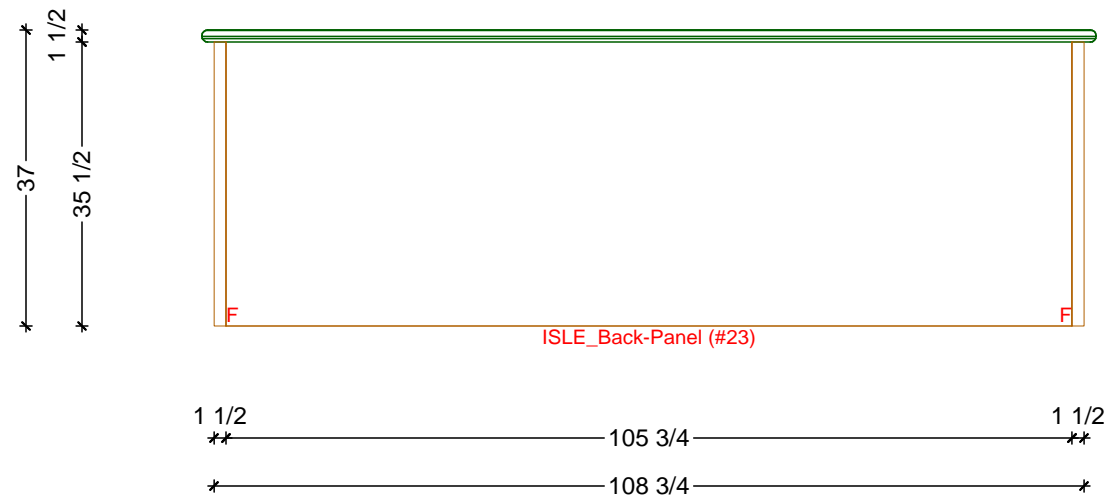 1 1/2
37
35 1/2
F
F
ISLE_Back-Panel (#23)
1 1/2
1 1/2
105 3/4
108 3/4